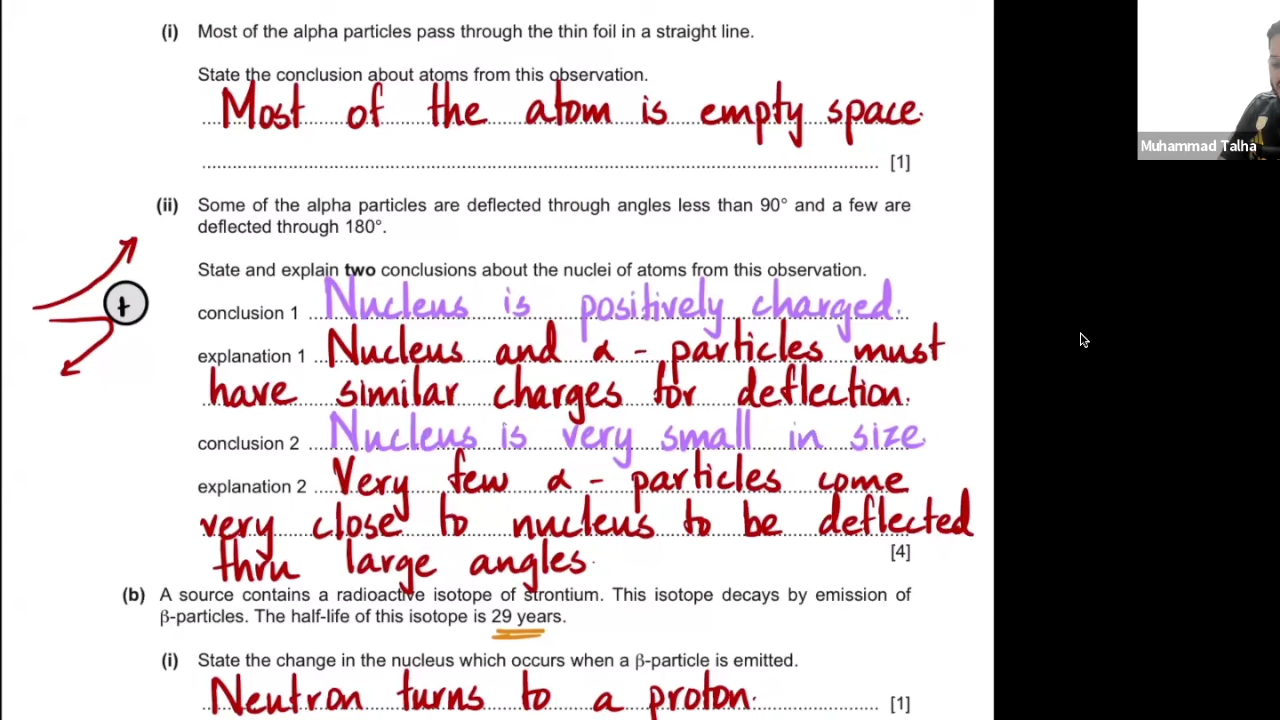 (i) Most of the alpha particles pass through the thin foil in a straight line.
State the conclusion about atoms from this observation.
Most of the atom is empty space.
[1]
(ii) Some of the alpha particles are deflected through angles less than 90° and a few are
deflected through 180°.
State and explain two conclusions about the nuclei of atoms from this observation.
+
conclusion 1 Nucleus is positively charged.
explanation 1 Nucleus and α - particles must
have similar charges for deflection.
conclusion 2 Nucleus is very small in size
explanation 2 Very few α - particles come
very close to nucleus to be deflected
thru large angles.
[4]
(b) A source contains a radioactive isotope of strontium. This isotope decays by emission of
β-particles. The half-life of this isotope is 29 years.
(i) State the change in the nucleus which occurs when a β-particle is emitted.
Neutron turns to a proton.
[1]
Muhammad Talha